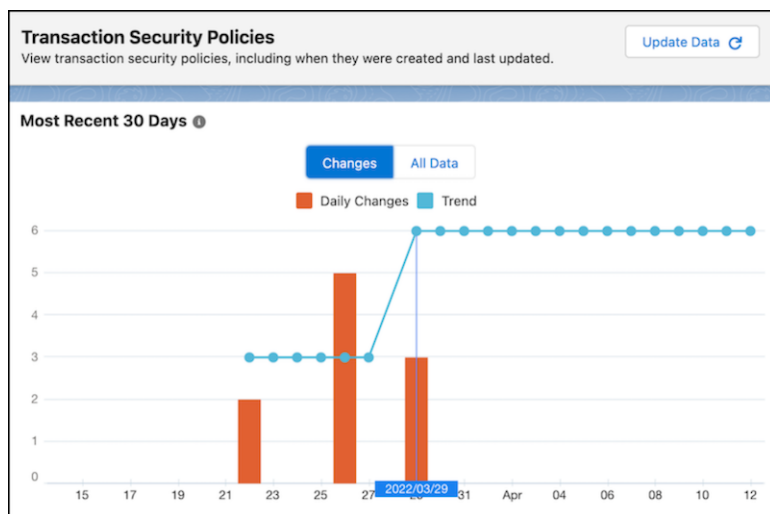 Transaction Security Policies
View transaction security policies, including when they were created and last updated.
Update Data
Most Recent 30 Days
Changes
All Data
Daily Changes
Trend
6
5
4
3
2
1
0
15 17 19 21 23 25 27 2022/03/29 31 Apr 04 06 08 10 12